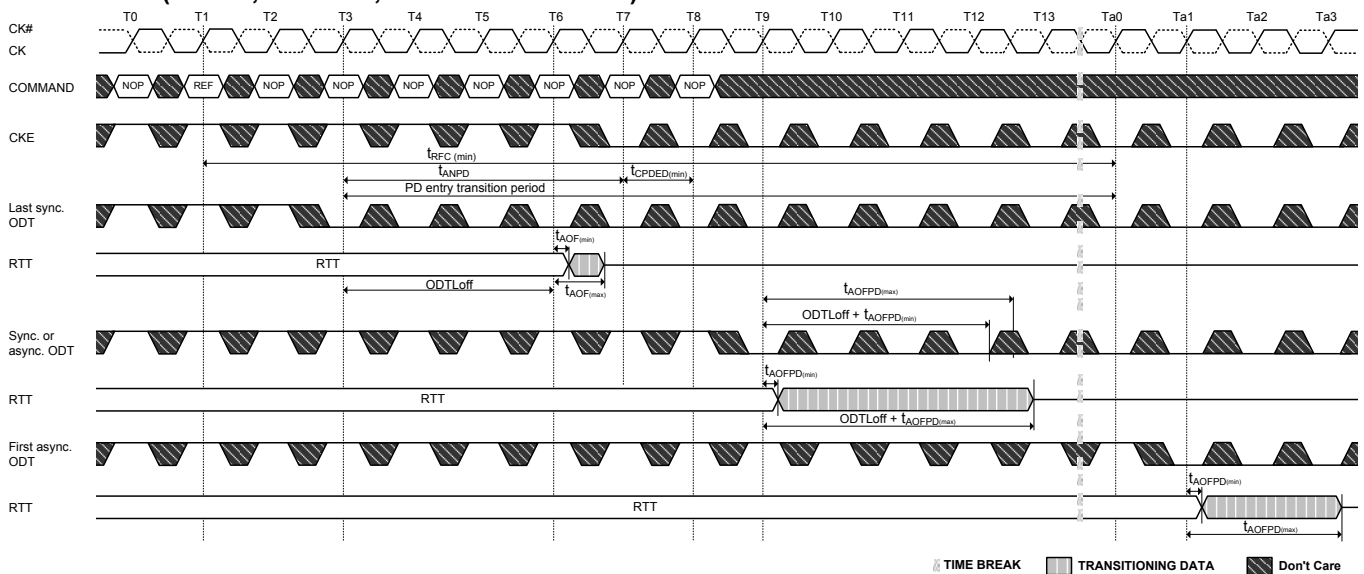 T0 T1 T2 T3 T4 T5 T6 T7 T8 T9 T10 T11 T12 T13 Ta0 Ta1 Ta2 Ta3
CK#
CK
COMMAND NOP REF NOP NOP NOP NOP NOP NOP NOP
CKE
tRFC (min)
tANPD tCPDED(min)
PD entry transition period
Last sync.
ODT
tAOF(min)
RTT RTT
ODTLoff tAOF(max)
tAOFPD(max)
ODTLoff + tAOFPD(min)
Sync. or
async. ODT
tAOFPD(min)
RTT RTT
ODTLoff + tAOFPD(max)
First async.
ODT
tAOFPD(min)
RTT RTT
tAOFPD(max)
TIME BREAK TRANSITIONING DATA Don't Care